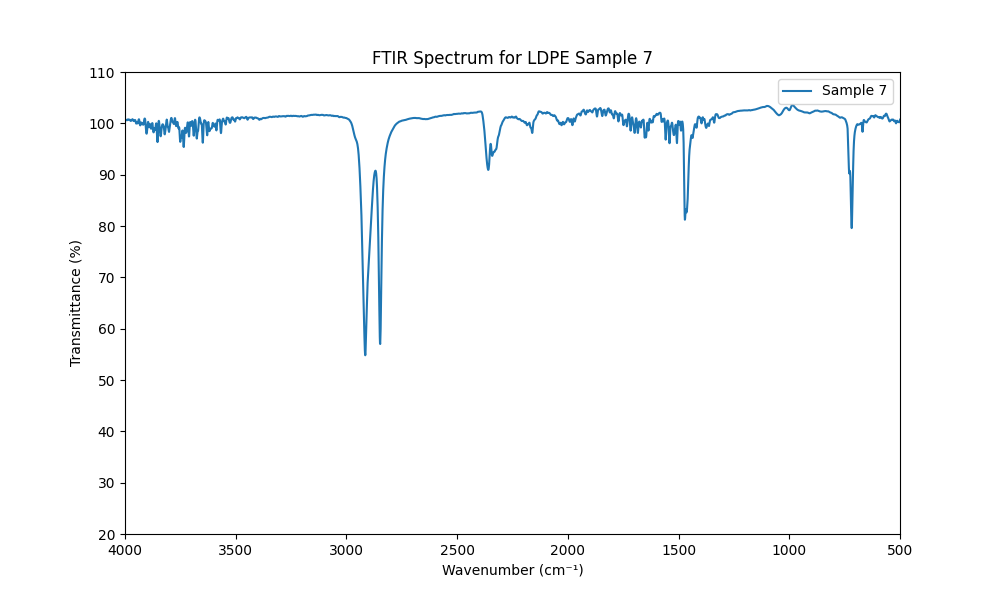 FTIR Spectrum for LDPE Sample 7
Sample 7
110
100
90
80
70
60
50
40
30
20
Transmittance (%)
4000 3500 3000 2500 2000 1500 1000 500
Wavenumber (cm⁻¹)